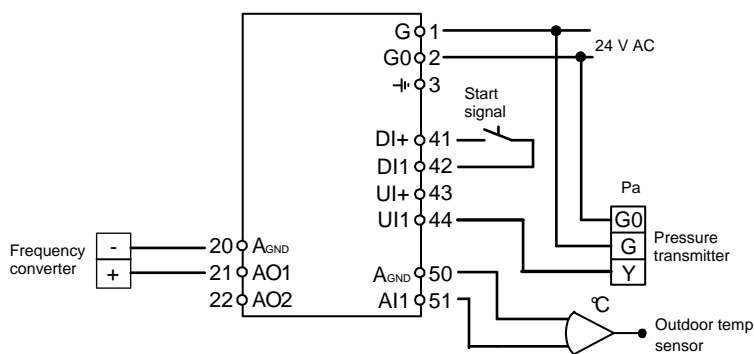 G 1
24 V AC
G0 2
3
Start
signal
DI+ 41
DI1 42
UI+ 43
UI1 44
Pa
G0
G
Y
Pressure
transmitter
Frequency
converter
-
+
20 AGND
21 AO1
22 AO2
AGND 50
AI1 51
°C
Outdoor temp
sensor